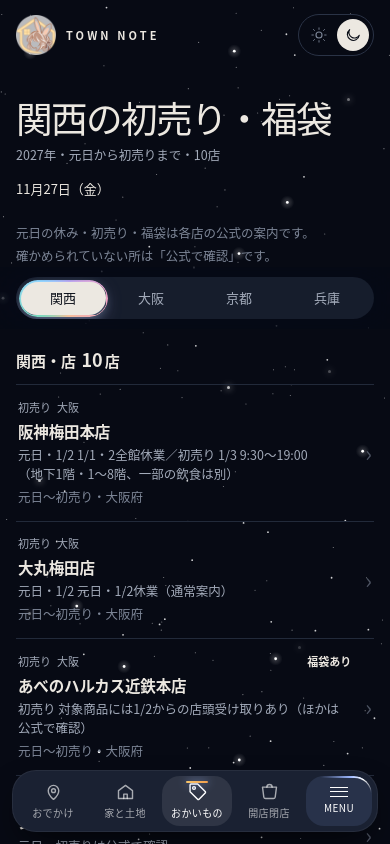 TOWN NOTE
関西の初売り・福袋
2027年・元日から初売りまで・10店
11月27日（金）
元日の休み・初売り・福袋は各店の公式の案内です。
確かめられていない所は「公式で確認」です。
関西
大阪
京都
兵庫
関西・店 10店
初売り 大阪
阪神梅田本店
元日・1/2 1/1・2全館休業／初売り 1/3 9:30〜19:00
（地下1階・1〜8階、一部の飲食は別）
元日〜初売り・大阪府
初売り 大阪
大丸梅田店
元日・1/2 元日・1/2休業（通常案内）
元日〜初売り・大阪府
初売り 大阪
福袋あり
あべのハルカス近鉄本店
初売り 対象商品には1/2からの店頭受け取りあり（ほかは
公式で確認）
元日〜初売り・大阪府
おでかけ
家と土地
おかいもの
開店閉店
MENU